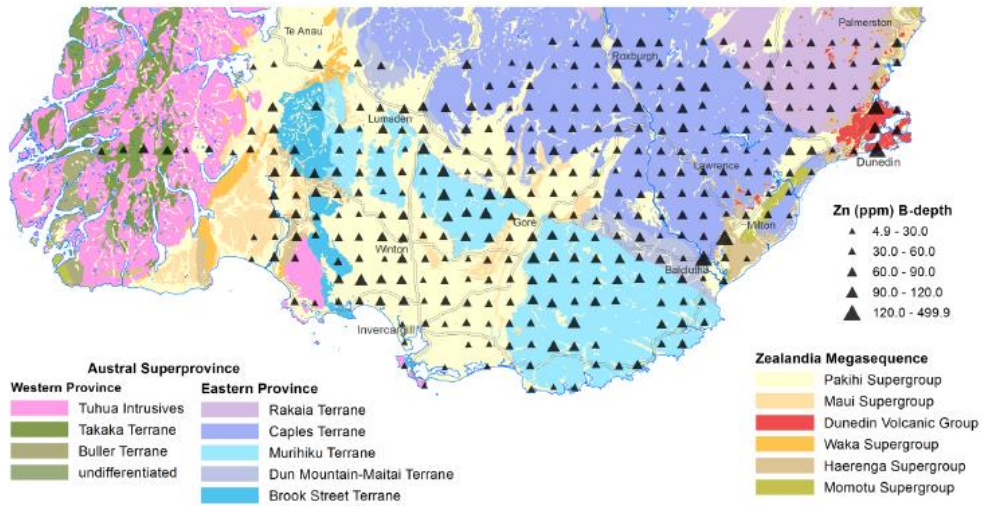 Palmerston
Te Anau
Roxburgh
Lumsden
Lawrence
Dunedin
Gore
Milton
Winton
Balclutha
Invercargill
Zn (ppm) B-depth
4.9 - 30.0
30.0 - 60.0
60.0 - 90.0
90.0 - 120.0
120.0 - 499.9
Austral Superprovince
Western Province
Tuhua Intrusives
Takaka Terrane
Buller Terrane
undifferentiated
Eastern Province
Rakaia Terrane
Caples Terrane
Murihiku Terrane
Dun Mountain-Maitai Terrane
Brook Street Terrane
Zealandia Megasequence
Pakihi Supergroup
Maui Supergroup
Dunedin Volcanic Group
Waka Supergroup
Haerenga Supergroup
Momotu Supergroup